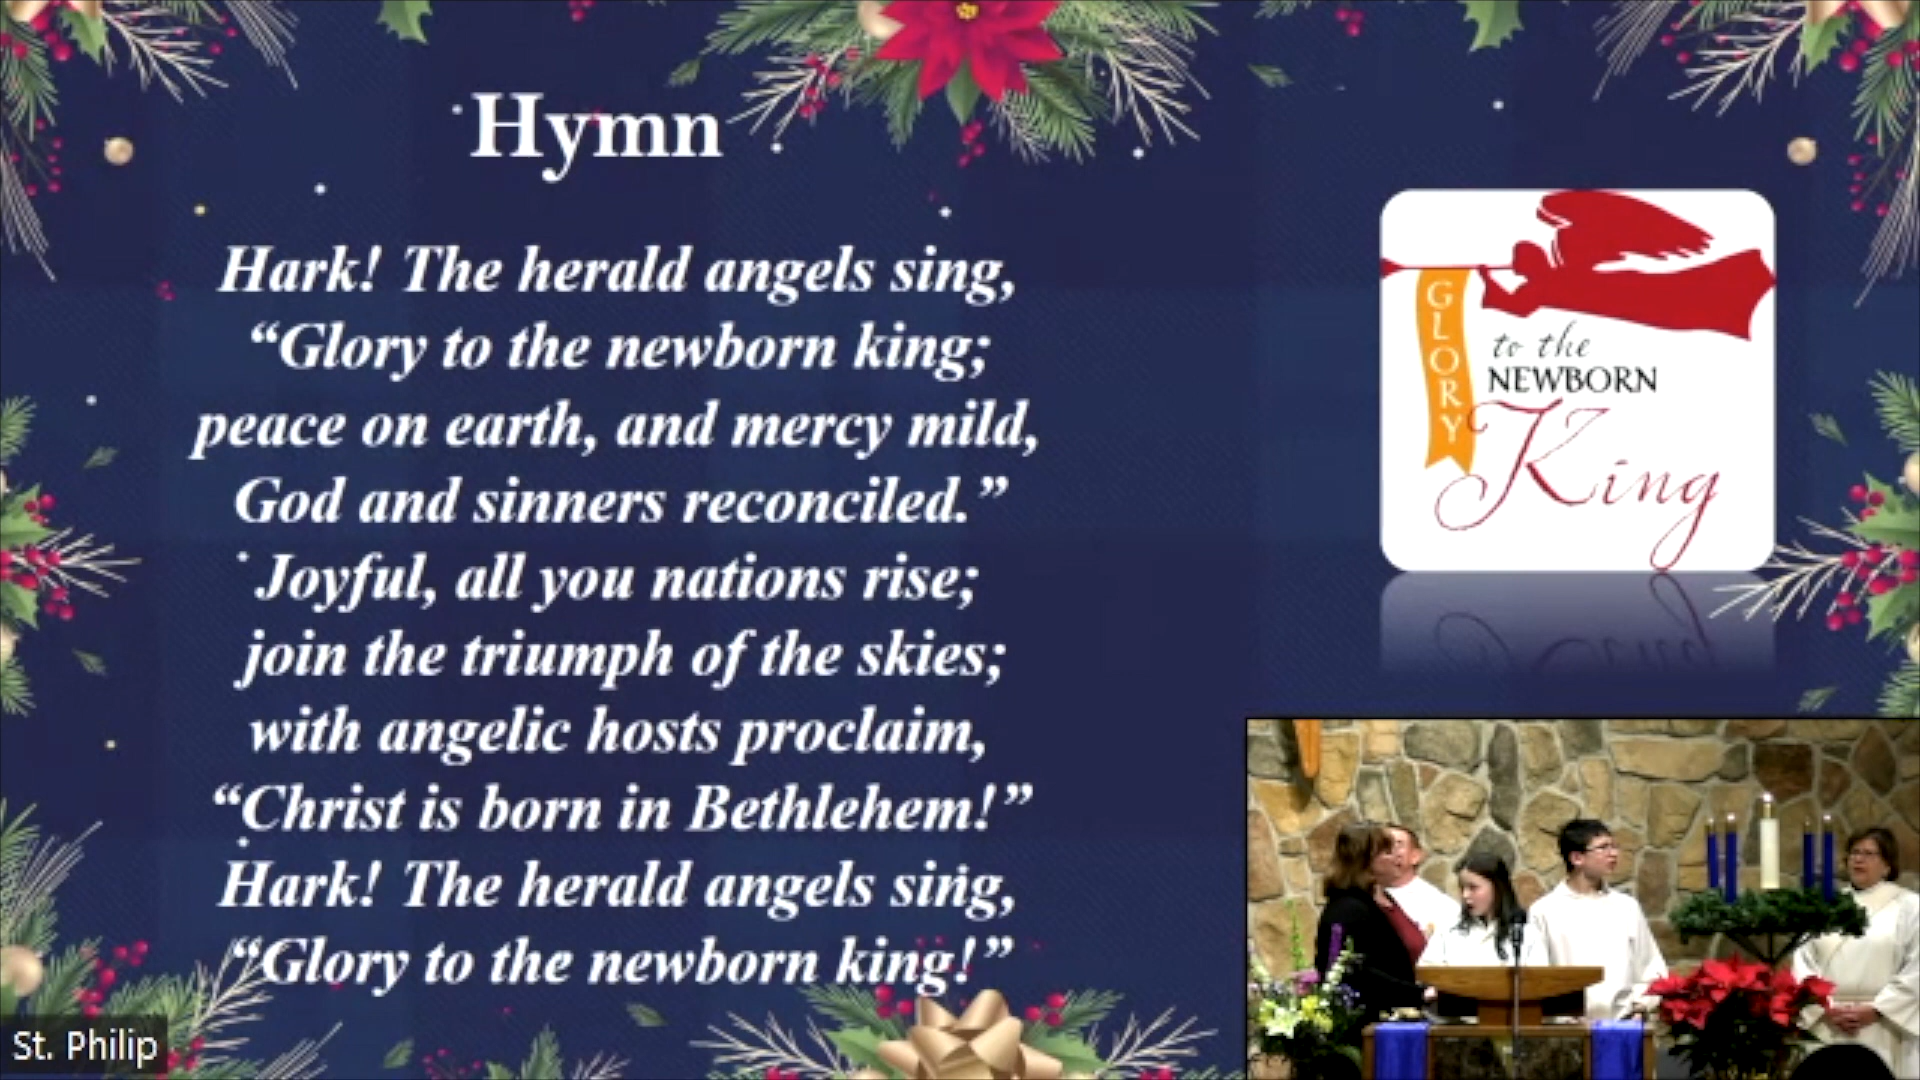 Hymn
Hark! The herald angels sing,
“Glory to the newborn king;
peace on earth, and mercy mild,
God and sinners reconciled.”
Joyful, all you nations rise;
join the triumph of the skies;
with angelic hosts proclaim,
“Christ is born in Bethlehem!”
Hark! The herald angels sing,
“Glory to the newborn king!”
GLORY
to the
NEWBORN
King
St. Philip